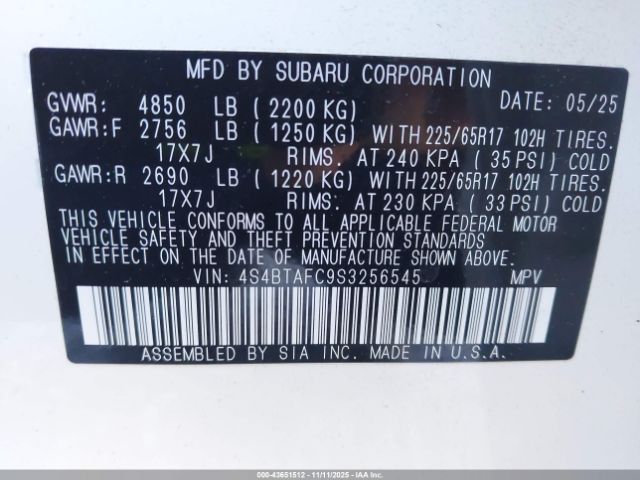 MFD BY SUBARU CORPORATION
GVWR: 4850 LB (2200 KG) DATE: 05/25
GAWR:F 2756 LB (1250 KG) WITH 225/65R17 102H TIRES.
17X7J RIMS. AT 240 KPA (35 PSI) COLD
GAWR:R 2690 LB (1220 KG) WITH 225/65R17 102H TIRES.
17X7J RIMS. AT 230 KPA (33 PSI) COLD
THIS VEHICLE CONFORMS TO ALL APPLICABLE FEDERAL MOTOR
VEHICLE SAFETY AND THEFT PREVENTION STANDARDS
IN EFFECT ON THE DATE OF MANUFACTURE SHOWN ABOVE.
VIN: 4S4BTAFC9S3256545 MPV
ASSEMBLED BY SIA INC. MADE IN U.S.A.
000-43651512 - 11/11/2025 - IAAI.com